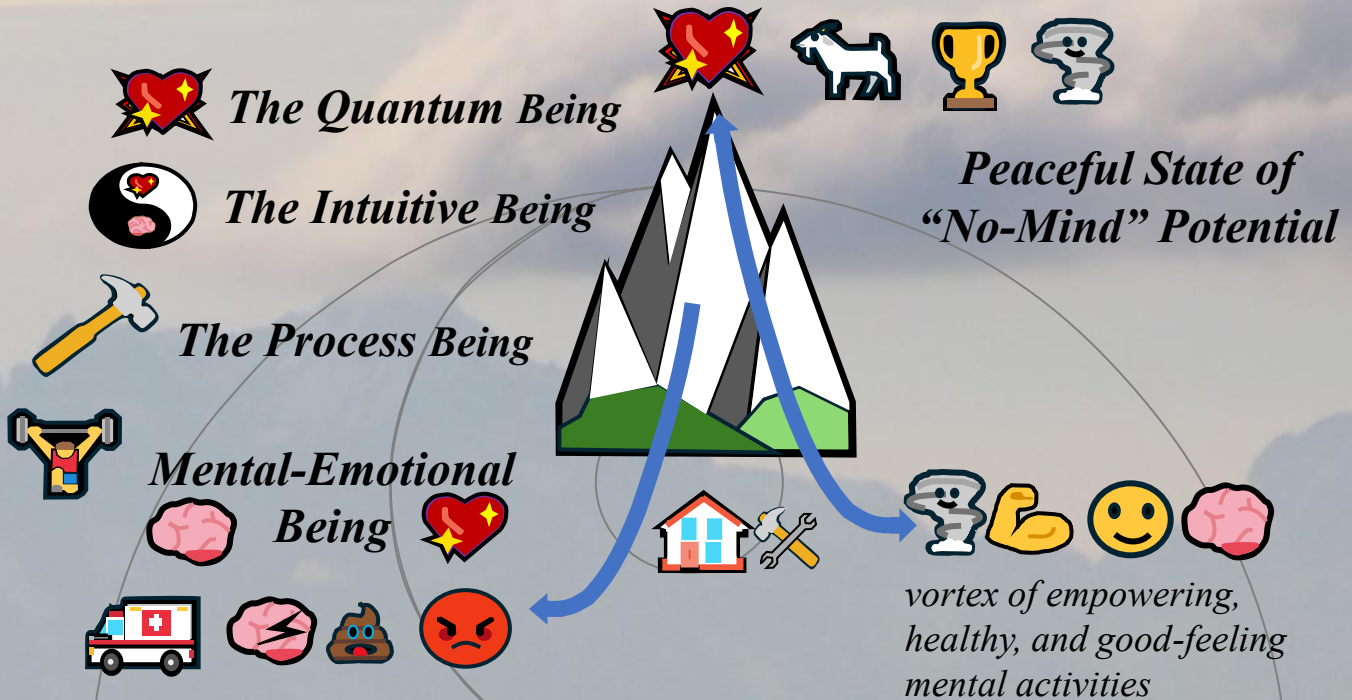 The Quantum Being
The Intuitive Being
The Process Being
Mental-Emotional
Being
Peaceful State of
“No-Mind” Potential
vortex of empowering,
healthy, and good-feeling
mental activities